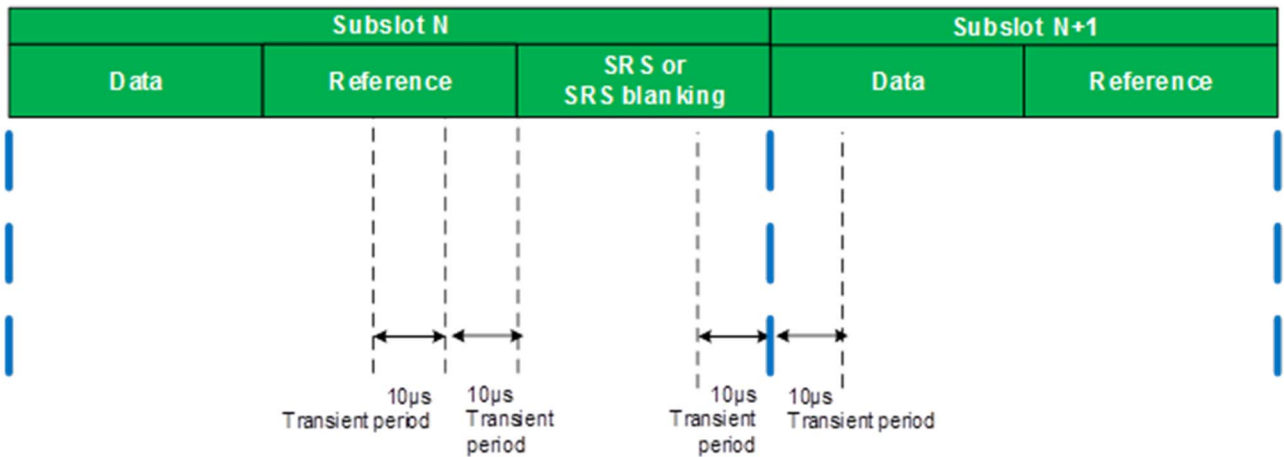 Subslot N
Subslot N+1
Data
Reference
SRS or
SRS blanking
Data
Reference
10µs
Transient period
10µs
Transient
period
10µs
Transient
period
10µs
Transient period